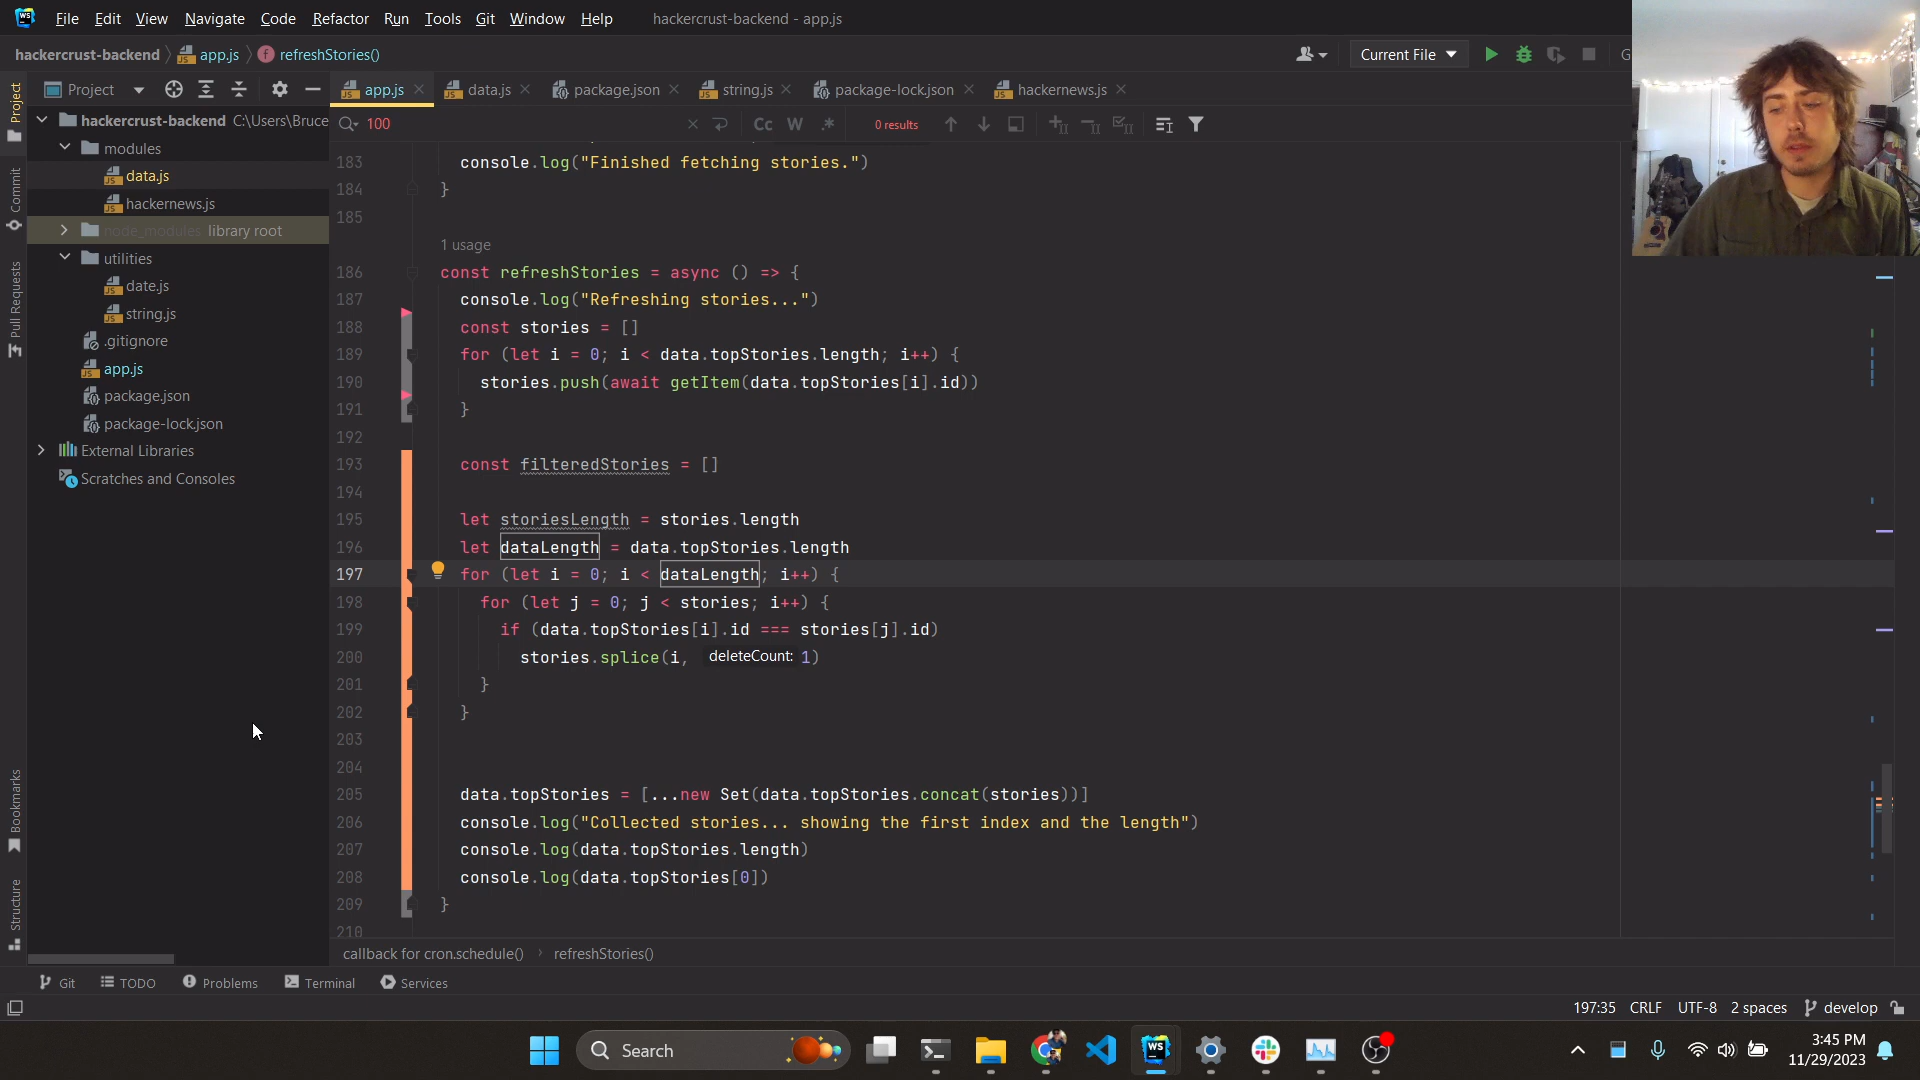 File Edit View Navigate Code Refactor Run Tools Git Window Help hackercrust-backend - app.js
hackercrust-backend app.js refreshStories()
Current File
Project
app.js data.js package.json string.js package-lock.json hackernews.js
100
Cc W .* 0 results
Project
Commit
Pull Requests
Bookmarks
Structure
hackercrust-backend C:\Users\Bruce
modules
data.js
hackernews.js
node_modules library root
utilities
date.js
string.js
.gitignore
app.js
package.json
package-lock.json
External Libraries
Scratches and Consoles
183 console.log("Finished fetching stories.")
184 }
185
1 usage
186 const refreshStories = async () => {
187 console.log("Refreshing stories...")
188 const stories = []
189 for (let i = 0; i < data.topStories.length; i++) {
190 stories.push(await getItem(data.topStories[i].id))
191 }
192
193 const filteredStories = []
194
195 let storiesLength = stories.length
196 let dataLength = data.topStories.length
197 for (let i = 0; i < dataLength; i++) {
198 for (let j = 0; j < stories; i++) {
199 if (data.topStories[i].id === stories[j].id)
200 stories.splice(i, deleteCount: 1)
201 }
202 }
203
204
205 data.topStories = [...new Set(data.topStories.concat(stories))]
206 console.log("Collected stories... showing the first index and the length")
207 console.log(data.topStories.length)
208 console.log(data.topStories[0])
209 }
210
callback for cron.schedule() refreshStories()
Git TODO Problems Terminal Services
197:35 CRLF UTF-8 2 spaces develop
Search
3:45 PM
11/29/2023